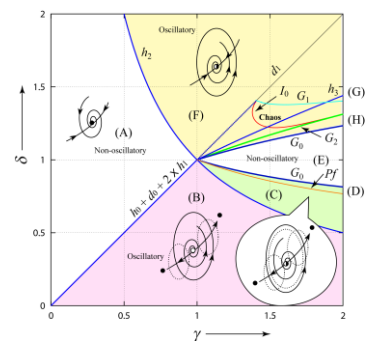 2
1.5
1
0.5
0
0
0.5
1
1.5
2
δ →
γ →
Oscillatory
h₂
d₁
I₀
G₁
h₃
(G)
Chaos
(H)
(F)
(A)
G₂
G₀
Non-oscillatory
Non-oscillatory
(E)
G₀
Pf
(D)
h₀ + d₀ + 2 × h₁
(B)
(C)
Oscillatory